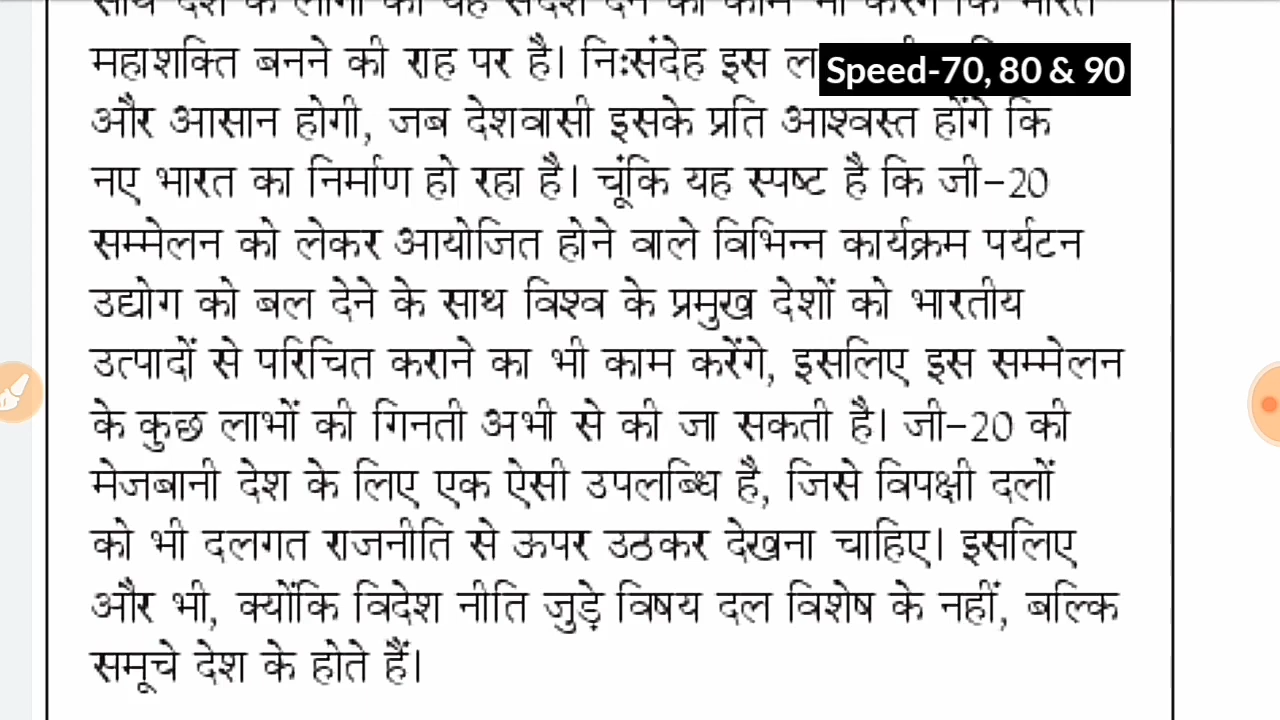 साथ देश के लोगों को यह संदेश देने का काम भी करेंगे कि भारत
महाशक्ति बनने की राह पर है। निःसंदेह इस
Speed-70, 80 & 90
और आसान होगी, जब देशवासी इसके प्रति आश्वस्त होंगे कि
नए भारत का निर्माण हो रहा है। चूंकि यह स्पष्ट है कि जी-20
सम्मेलन को लेकर आयोजित होने वाले विभिन्न कार्यक्रम पर्यटन
उद्योग को बल देने के साथ विश्व के प्रमुख देशों को भारतीय
उत्पादों से परिचित कराने का भी काम करेंगे, इसलिए इस सम्मेलन
के कुछ लाभों की गिनती अभी से की जा सकती है। जी-20 की
मेजबानी देश के लिए एक ऐसी उपलब्धि है, जिसे विपक्षी दलों
को भी दलगत राजनीति से ऊपर उठकर देखना चाहिए। इसलिए
और भी, क्योंकि विदेश नीति जुड़े विषय दल विशेष के नहीं, बल्कि
समूचे देश के होते हैं।